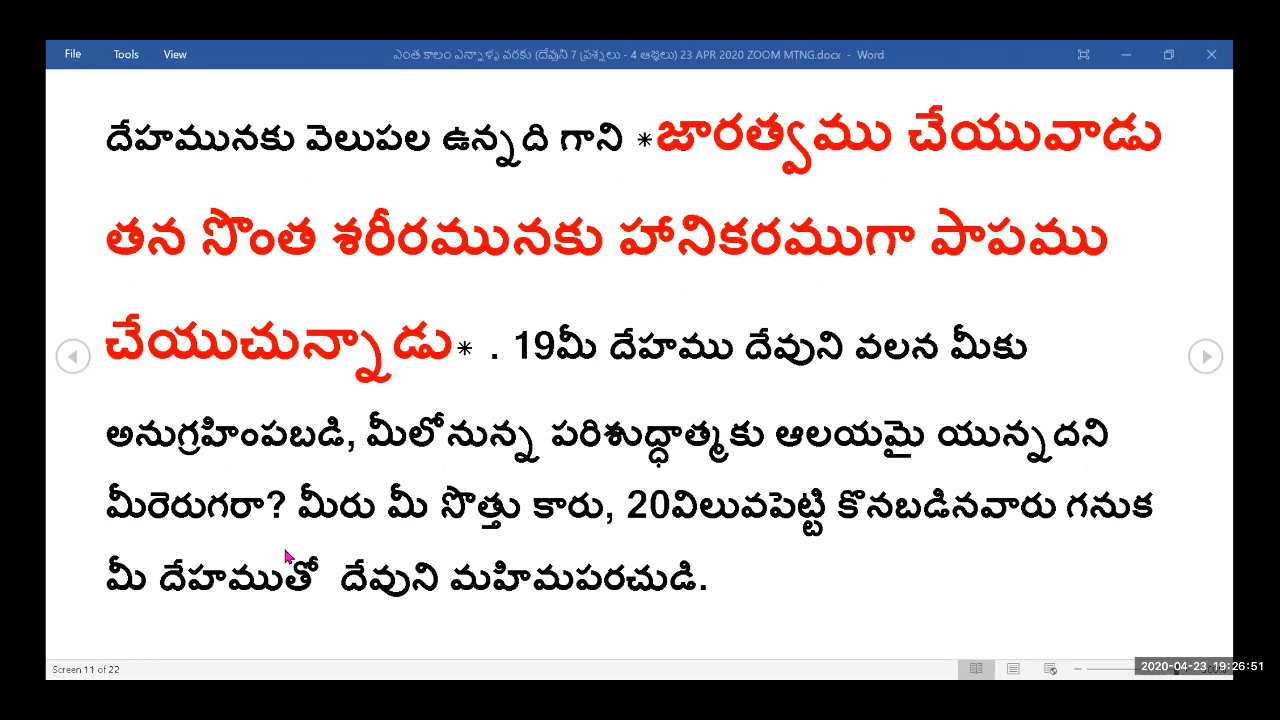 File Tools View ఎంత కాలం ఎన్నాళ్ళు వరకు (దేవుని 7 ప్రశ్నలు - 4 ఆజ్ఞలు) 23 APR 2020 ZOOM MTNG.docx - Word
దేహమునకు వెలుపల ఉన్నది గాని *జారత్వము చేయువాడు
తన సొంత శరీరమునకు హానికరముగా పాపము
చేయుచున్నాడు* . 19మీ దేహము దేవుని వలన మీకు
అనుగ్రహింపబడి, మీలోనున్న పరిశుద్ధాత్మకు ఆలయమై యున్నదని
మీరెరుగరా? మీరు మీ సొత్తు కారు, 20విలువపెట్టి కొనబడినవారు గనుక
మీ దేహముతో దేవుని మహిమపరచుడి.
Screen 11 of 22
2020-04-23 19:26:51